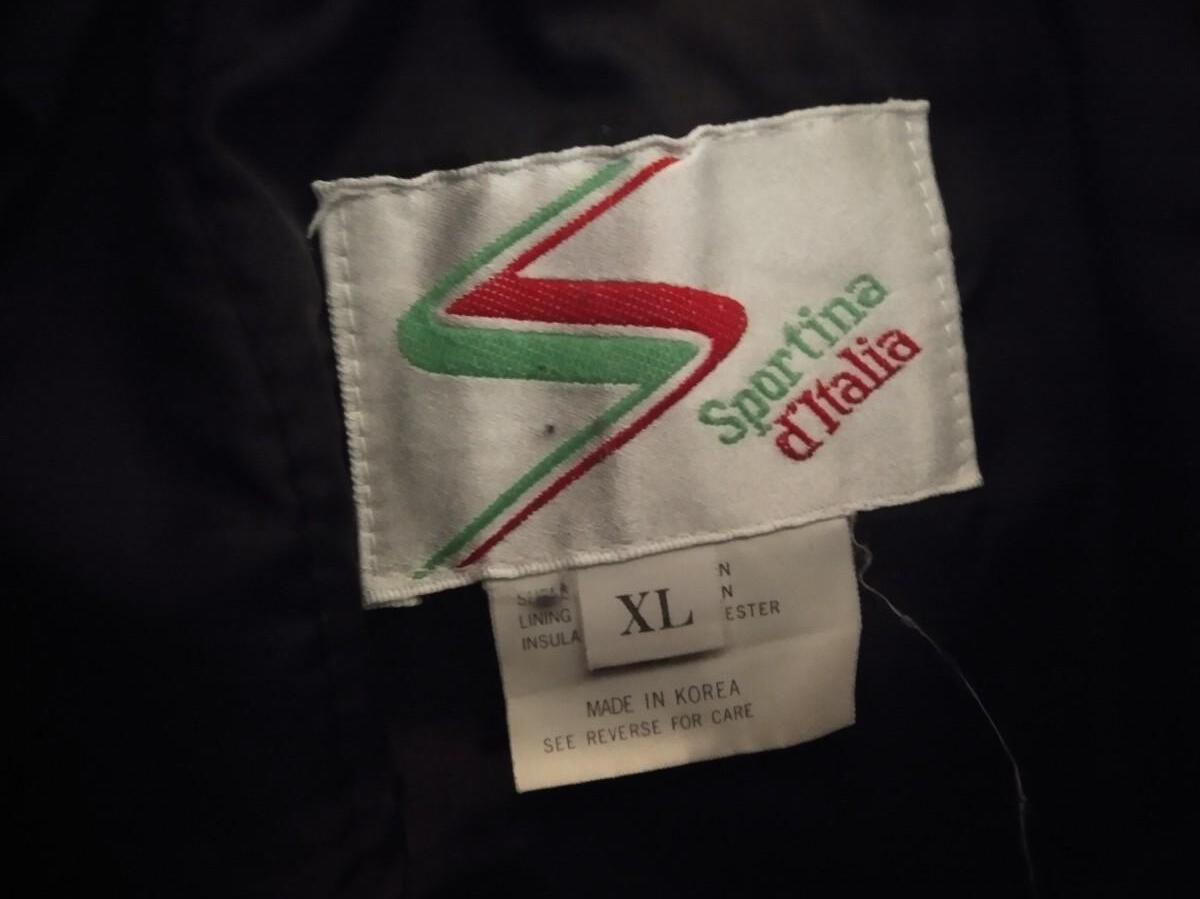 Sportina
d'Italia
XL
N
LINING N
INSULA ESTER
MADE IN KOREA
SEE REVERSE FOR CARE